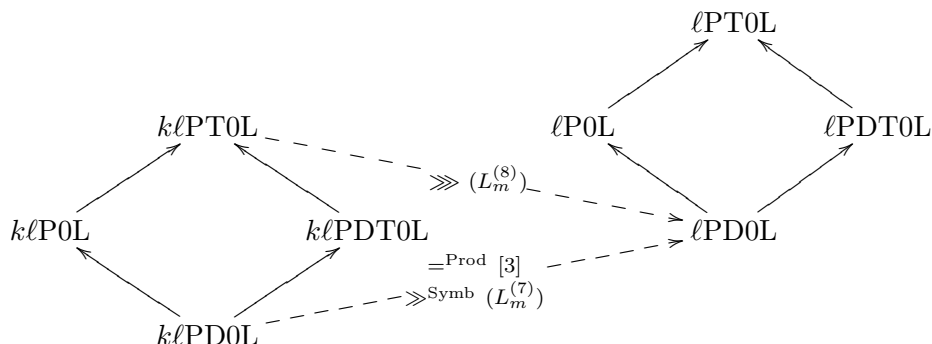 ℓPT0L
kℓPT0L
ℓP0L
ℓPDT0L
⋙ (L_m^{(8)})
kℓP0L
kℓPDT0L
ℓPD0L
=^{Prod} [3]
≫^{Symb} (L_m^{(7)})
kℓPD0L